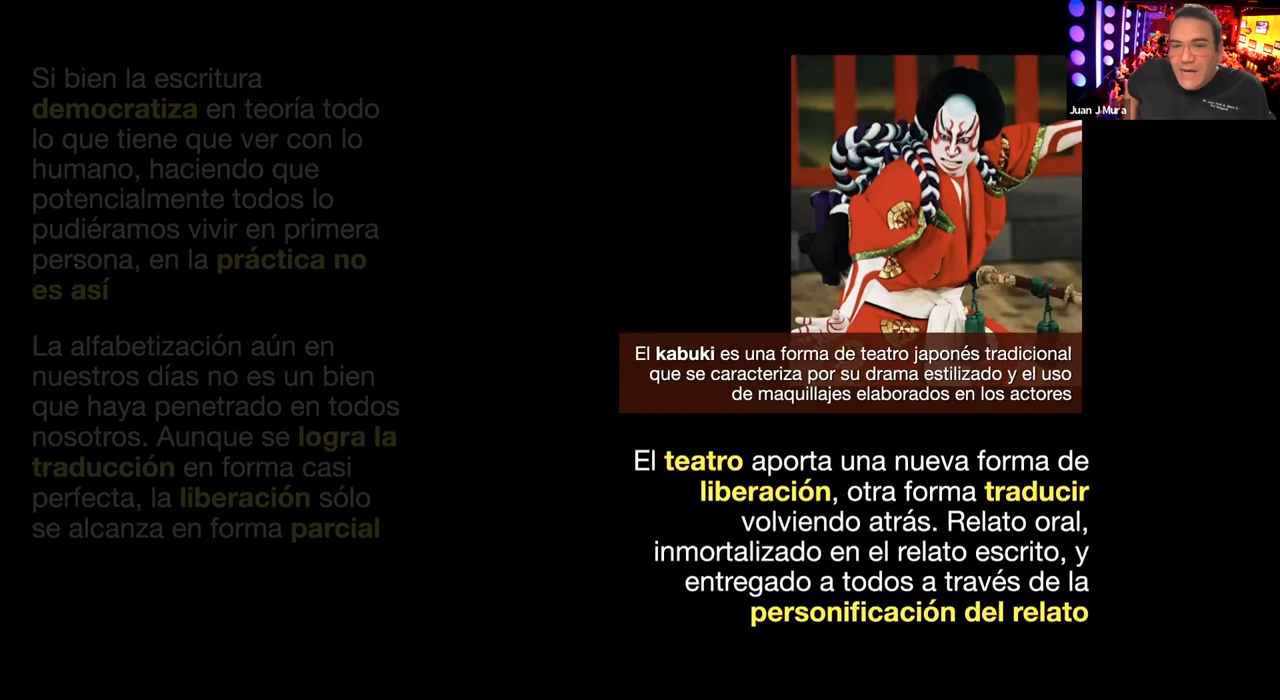 Si bien la escritura
democratiza en teoría todo
lo que tiene que ver con lo
humano, haciendo que
potencialmente todos lo
pudiéramos vivir en primera
persona, en la práctica no
es así
La alfabetización aún en
nuestros días no es un bien
que haya penetrado en todos
nosotros. Aunque se logra la
traducción en forma casi
perfecta, la liberación sólo
se alcanza en forma parcial
Juan J Mura
El kabuki es una forma de teatro japonés tradicional
que se caracteriza por su drama estilizado y el uso
de maquillajes elaborados en los actores
El teatro aporta una nueva forma de
liberación, otra forma traducir
volviendo atrás. Relato oral,
inmortalizado en el relato escrito, y
entregado a todos a través de la
personificación del relato